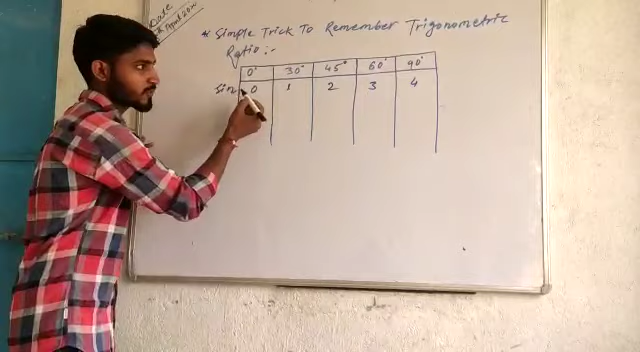 Date
* Simple Trick To Remember Trigonometric
Ratio :-
0° 30° 45° 60° 90°
Sin 0 1 2 3 4